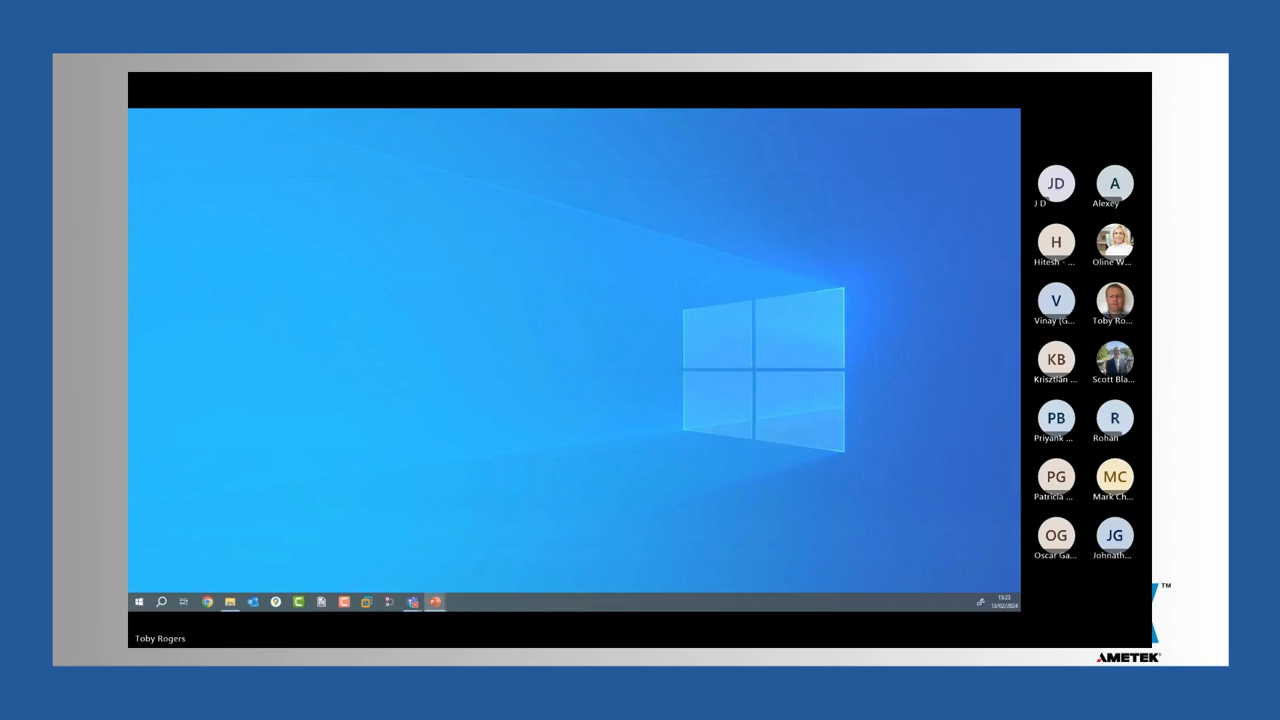 JD
A
J D
Alexey
H
Hitesh - ...
Oline W...
V
Vinay (G...
Toby Ro...
KB
Krisztián ...
Scott Bla...
PB
R
Priyank ...
Rohan
PG
MC
Patricia ...
Mark Ch...
OG
JG
Oscar Ga...
Johnath...
15:23
13/02/2024
Toby Rogers
TM
AMETEK®